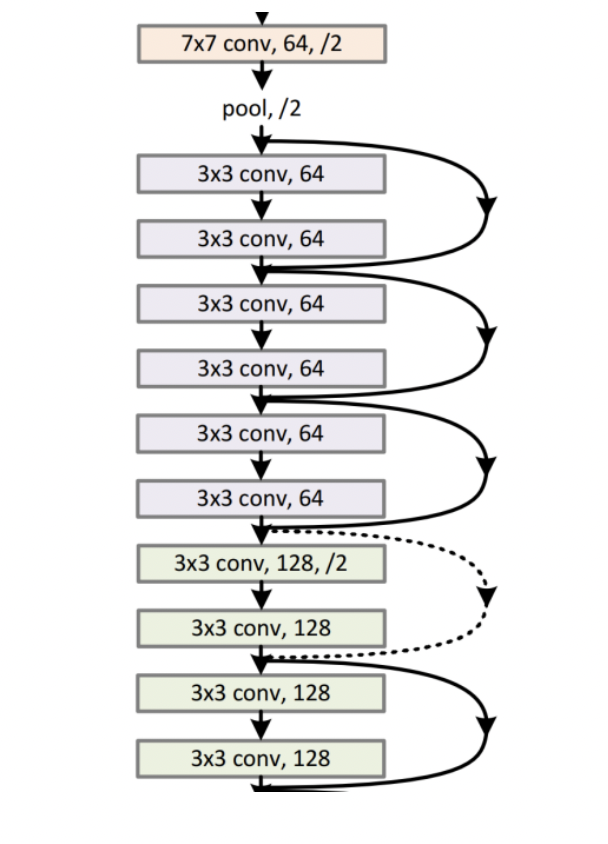 7x7 conv, 64, /2
pool, /2
3x3 conv, 64
3x3 conv, 64
3x3 conv, 64
3x3 conv, 64
3x3 conv, 64
3x3 conv, 64
3x3 conv, 128, /2
3x3 conv, 128
3x3 conv, 128
3x3 conv, 128